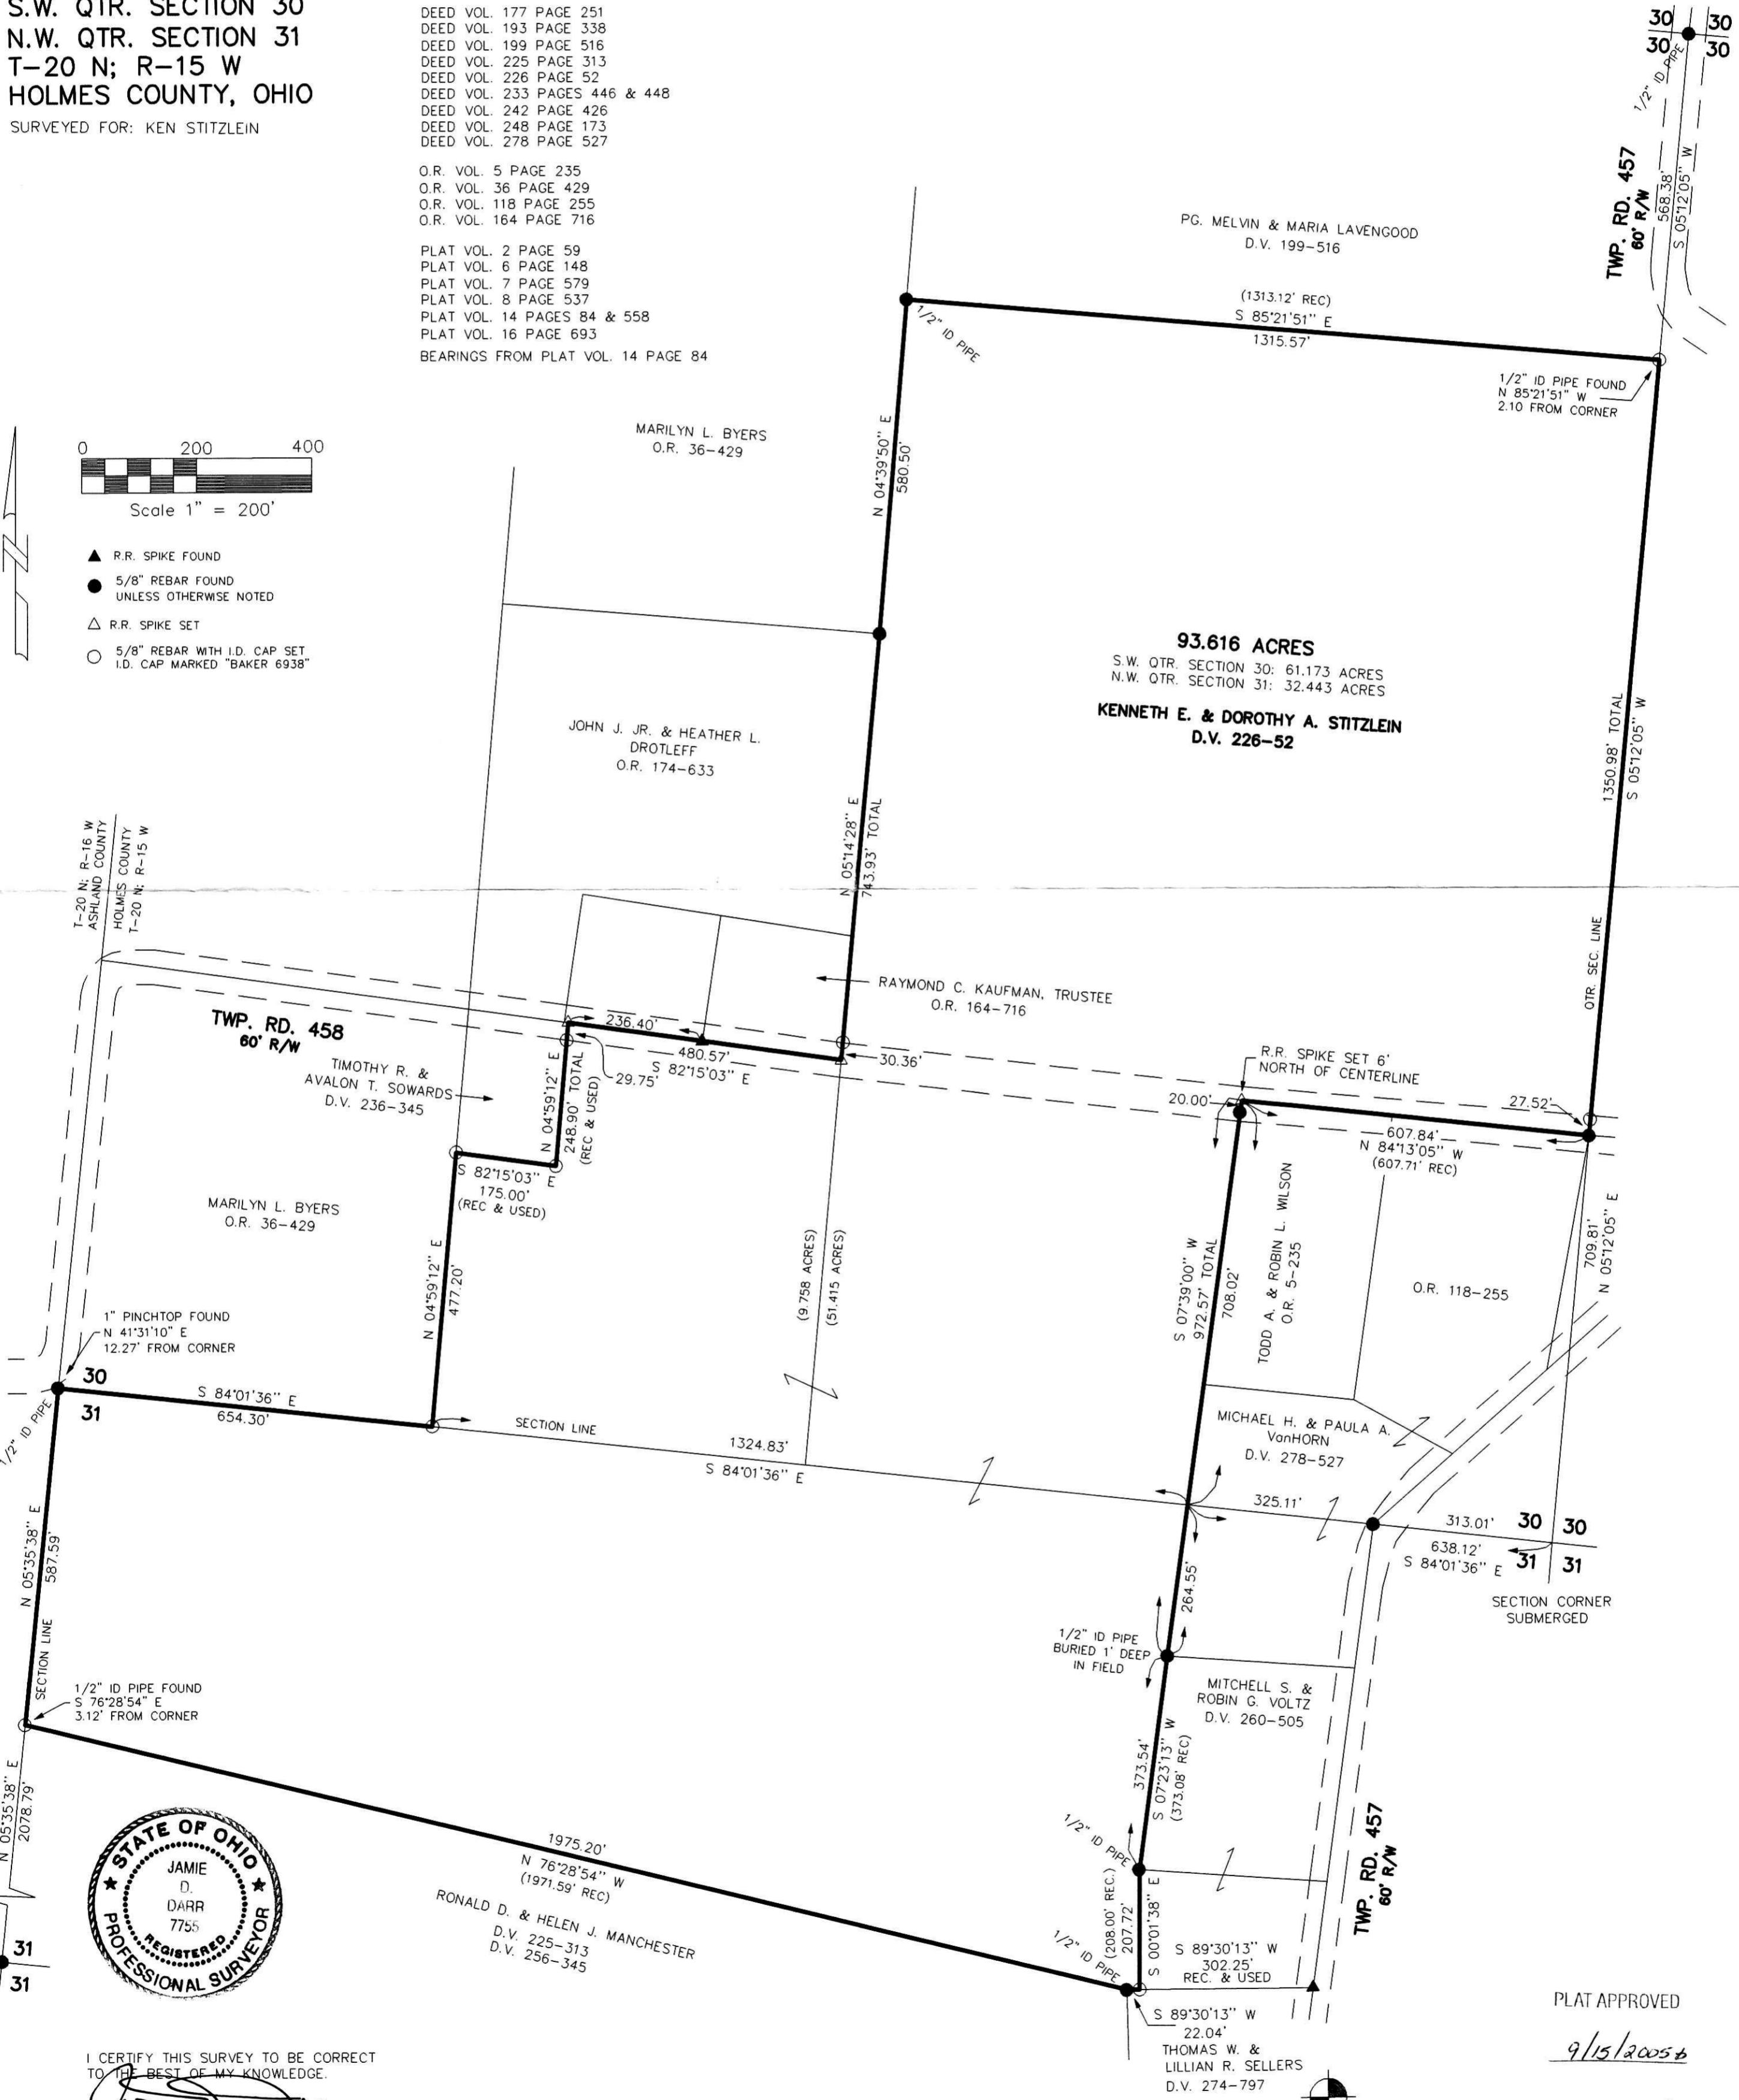 S.W. QTR. SECTION 30
N.W. QTR. SECTION 31
T-20 N; R-15 W
HOLMES COUNTY, OHIO
SURVEYED FOR: KEN STITZLEIN
DEED VOL. 177 PAGE 251
DEED VOL. 193 PAGE 338
DEED VOL. 199 PAGE 516
DEED VOL. 225 PAGE 313
DEED VOL. 226 PAGE 52
DEED VOL. 233 PAGES 446 & 448
DEED VOL. 242 PAGE 426
DEED VOL. 248 PAGE 173
DEED VOL. 278 PAGE 527
O.R. VOL. 5 PAGE 235
O.R. VOL. 36 PAGE 429
O.R. VOL. 118 PAGE 255
O.R. VOL. 164 PAGE 716
PLAT VOL. 2 PAGE 59
PLAT VOL. 6 PAGE 148
PLAT VOL. 7 PAGE 579
PLAT VOL. 8 PAGE 537
PLAT VOL. 14 PAGES 84 & 558
PLAT VOL. 16 PAGE 693
BEARINGS FROM PLAT VOL. 14 PAGE 84
30 30
30 30
1/2" ID PIPE
TWP. RD. 457
60' R/W
568.38'
S 05°12'05" W
PG. MELVIN & MARIA LAVENGOOD
D.V. 199-516
(1313.12' REC)
S 85°21'51" E
1315.57'
1/2" ID PIPE
1/2" ID PIPE FOUND
N 85°21'51" W
2.10 FROM CORNER
0 200 400
Scale 1" = 200'
R.R. SPIKE FOUND
5/8" REBAR FOUND
UNLESS OTHERWISE NOTED
R.R. SPIKE SET
5/8" REBAR WITH I.D. CAP SET
I.D. CAP MARKED "BAKER 6938"
MARILYN L. BYERS
O.R. 36-429
N 04°39'50" E
580.50'
93.616 ACRES
S.W. QTR. SECTION 30: 61.173 ACRES
N.W. QTR. SECTION 31: 32.443 ACRES
KENNETH E. & DOROTHY A. STITZLEIN
D.V. 226-52
1350.98' TOTAL
S 05°12'05" W
QTR. SEC. LINE
JOHN J. JR. & HEATHER L.
DROTLEFF
O.R. 174-633
N 05°14'28" E
743.93' TOTAL
T-20 N; R-16 W
ASHLAND COUNTY
HOLMES COUNTY
T-20 N; R-15 W
RAYMOND C. KAUFMAN, TRUSTEE
O.R. 164-716
TWP. RD. 458
60' R/W
236.40'
480.57'
S 82°15'03" E
30.36'
29.75'
TIMOTHY R. &
AVALON T. SOWARDS
D.V. 236-345
N 04°59'12" E
248.90' TOTAL
(REC & USED)
S 82°15'03" E
175.00'
(REC & USED)
R.R. SPIKE SET 6'
NORTH OF CENTERLINE
20.00'
27.52'
607.84'
N 84°13'05" W
(607.71' REC)
MARILYN L. BYERS
O.R. 36-429
N 04°59'12" E
477.20'
(9.758 ACRES)
(51.415 ACRES)
S 07°39'00" W
972.57' TOTAL
708.02'
TODD A. & ROBIN L. WILSON
O.R. 5-235
O.R. 118-255
709.81'
N 05°12'05" E
1" PINCHTOP FOUND
N 41°31'10" E
12.27' FROM CORNER
30
31
1/2" ID PIPE
S 84°01'36" E
654.30'
SECTION LINE
1324.83'
S 84°01'36" E
MICHAEL H. & PAULA A.
VanHORN
D.V. 278-527
325.11'
313.01'
638.12'
S 84°01'36" E
30 30
31 31
SECTION CORNER
SUBMERGED
N 05°35'38" E
587.59'
SECTION LINE
264.55'
1/2" ID PIPE
BURIED 1' DEEP
IN FIELD
MITCHELL S. &
ROBIN G. VOLTZ
D.V. 260-505
1/2" ID PIPE FOUND
S 76°28'54" E
3.12' FROM CORNER
373.54'
S 07°23'13" W
(373.08' REC)
N 05°35'38" E
2078.79'
1975.20'
N 76°28'54" W
(1971.59' REC)
RONALD D. & HELEN J. MANCHESTER
D.V. 225-313
D.V. 256-345
1/2" ID PIPE
(208.00' REC.)
207.72'
S 00°01'38" E
1/2" ID PIPE
S 89°30'13" W
302.25'
REC. & USED
TWP. RD. 457
60' R/W
STATE OF OHIO
JAMIE
D.
DARR
7755
REGISTERED
PROFESSIONAL SURVEYOR
31
31
S 89°30'13" W
22.04'
THOMAS W. &
LILLIAN R. SELLERS
D.V. 274-797
PLAT APPROVED
9/15/2005
I CERTIFY THIS SURVEY TO BE CORRECT
TO THE BEST OF MY KNOWLEDGE.